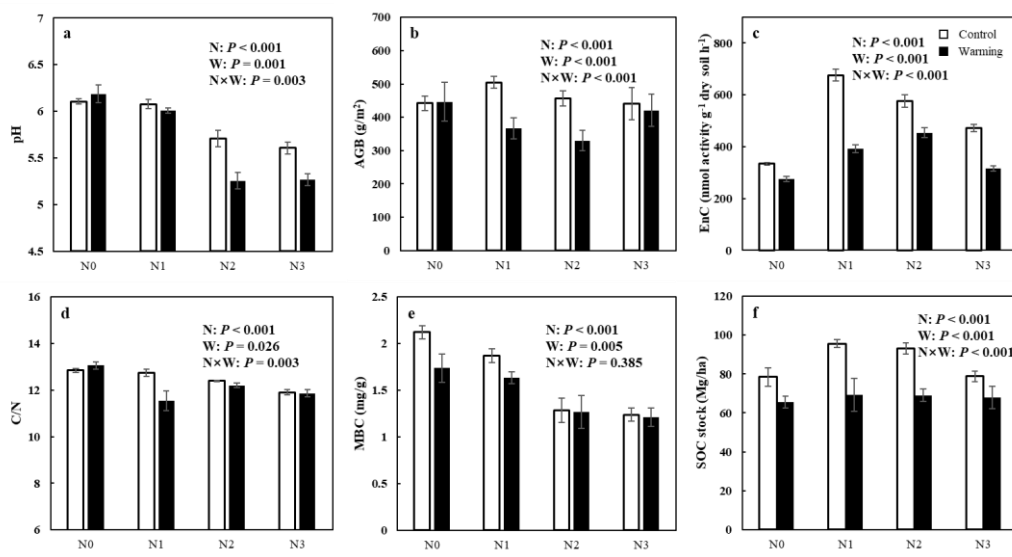 a
N: P < 0.001
W: P = 0.001
N×W: P = 0.003
pH
6.5
6
5.5
5
4.5
N0 N1 N2 N3
b
N: P < 0.001
W: P < 0.001
N×W: P < 0.001
AGB (g/m²)
700
600
500
400
300
200
100
0
N0 N1 N2 N3
c
Control
Warming
N: P < 0.001
W: P < 0.001
N×W: P < 0.001
EnC (nmol activity g⁻¹ dry soil h⁻¹)
800
600
400
200
0
N0 N1 N2 N3
d
N: P < 0.001
W: P = 0.026
N×W: P = 0.003
C/N
16
14
12
10
8
6
N0 N1 N2 N3
e
N: P < 0.001
W: P = 0.005
N×W: P = 0.385
MBC (mg/g)
2.5
2
1.5
1
0.5
0
N0 N1 N2 N3
f
N: P < 0.001
W: P < 0.001
N×W: P < 0.001
SOC stock (Mg/ha)
120
100
80
60
40
20
0
N0 N1 N2 N3